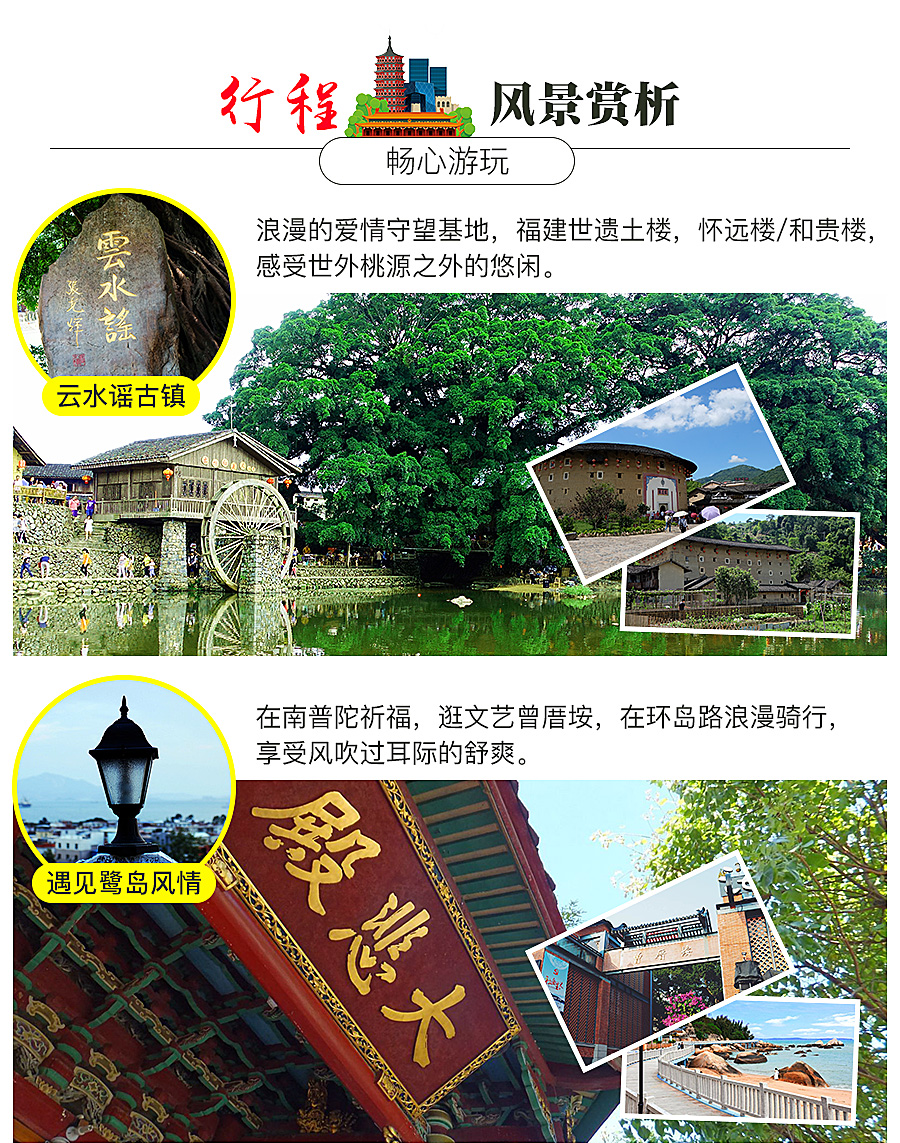 行程
风景赏析
畅心游玩
浪漫的爱情守望基地，福建世遗土楼，怀远楼/和贵楼，
感受世外桃源之外的悠闲。
雲水謠
云水谣古镇
在南普陀祈福，逛文艺曾厝垵，在环岛路浪漫骑行，
享受风吹过耳际的舒爽。
遇见鹭岛风情
大悲殿